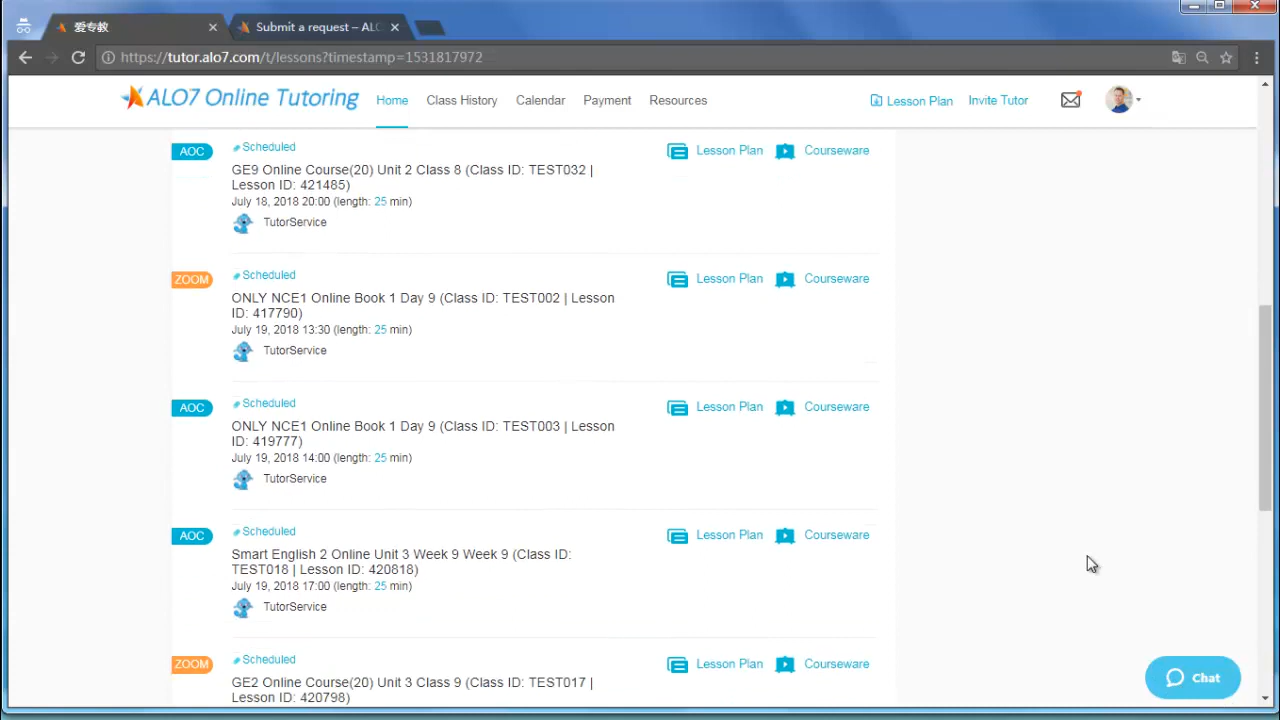 爱专教
Submit a request – ALO
https://tutor.alo7.com/t/lessons?timestamp=1531817972
ALO7 Online Tutoring
Home
Class History
Calendar
Payment
Resources
Lesson Plan
Invite Tutor
AOC
Scheduled
Lesson Plan
Courseware
GE9 Online Course(20) Unit 2 Class 8 (Class ID: TEST032 |
Lesson ID: 421485)
July 18, 2018 20:00 (length: 25 min)
TutorService
ZOOM
Scheduled
Lesson Plan
Courseware
ONLY NCE1 Online Book 1 Day 9 (Class ID: TEST002 | Lesson
ID: 417790)
July 19, 2018 13:30 (length: 25 min)
TutorService
AOC
Scheduled
Lesson Plan
Courseware
ONLY NCE1 Online Book 1 Day 9 (Class ID: TEST003 | Lesson
ID: 419777)
July 19, 2018 14:00 (length: 25 min)
TutorService
AOC
Scheduled
Lesson Plan
Courseware
Smart English 2 Online Unit 3 Week 9 Week 9 (Class ID:
TEST018 | Lesson ID: 420818)
July 19, 2018 17:00 (length: 25 min)
TutorService
ZOOM
Scheduled
Lesson Plan
Courseware
GE2 Online Course(20) Unit 3 Class 9 (Class ID: TEST017 |
Lesson ID: 420798)
Chat